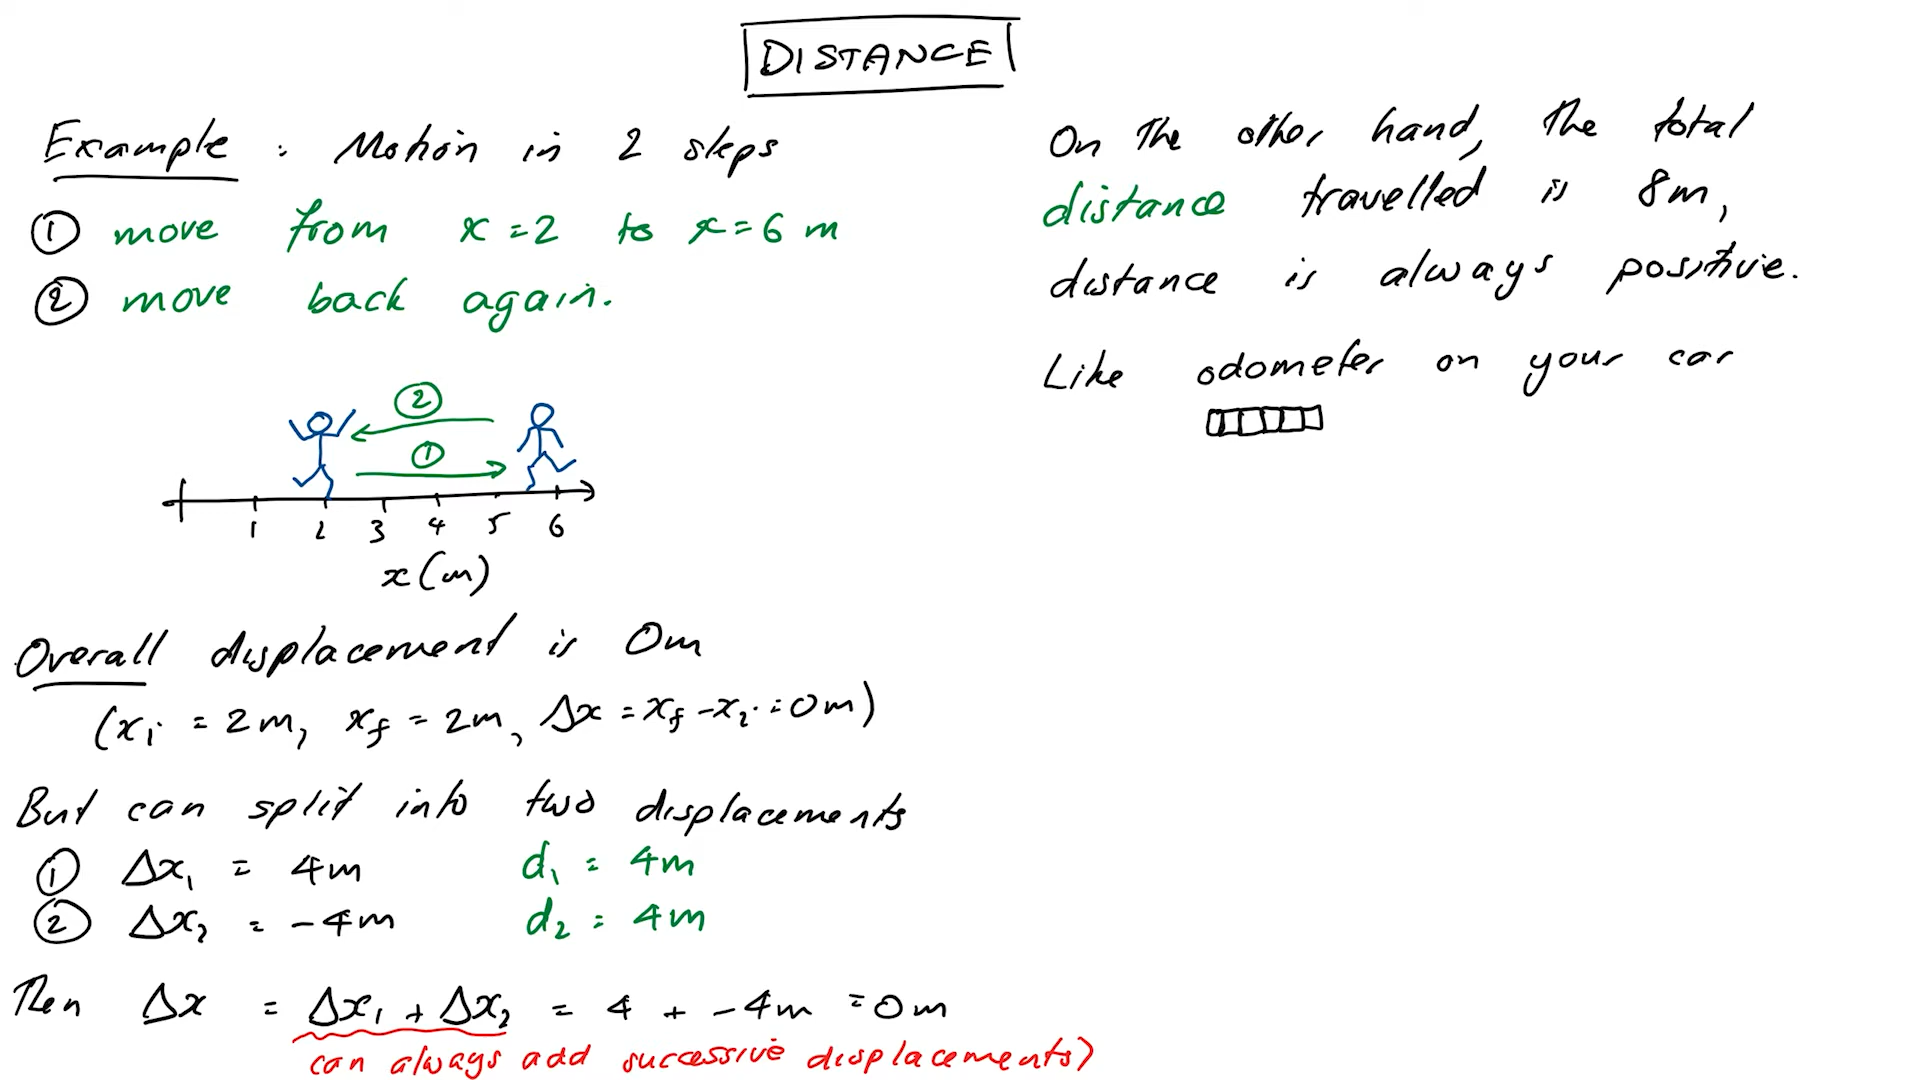 DISTANCE
Example : Motion in 2 steps
① move from x = 2 to x = 6 m
② move back again.
②
①
1 2 3 4 5 6
x (m)
Overall displacement is 0m
(xi = 2m, xf = 2m, Δx = xf - xi = 0m)
But can split into two displacements
① Δx₁ = 4m d₁ = 4m
② Δx₂ = -4m d₂ = 4m
Then Δx = Δx₁ + Δx₂ = 4 + -4m = 0m
can always add successive displacements)
On the other hand, the total
distance travelled is 8m,
distance is always positive.
Like odometer on your car